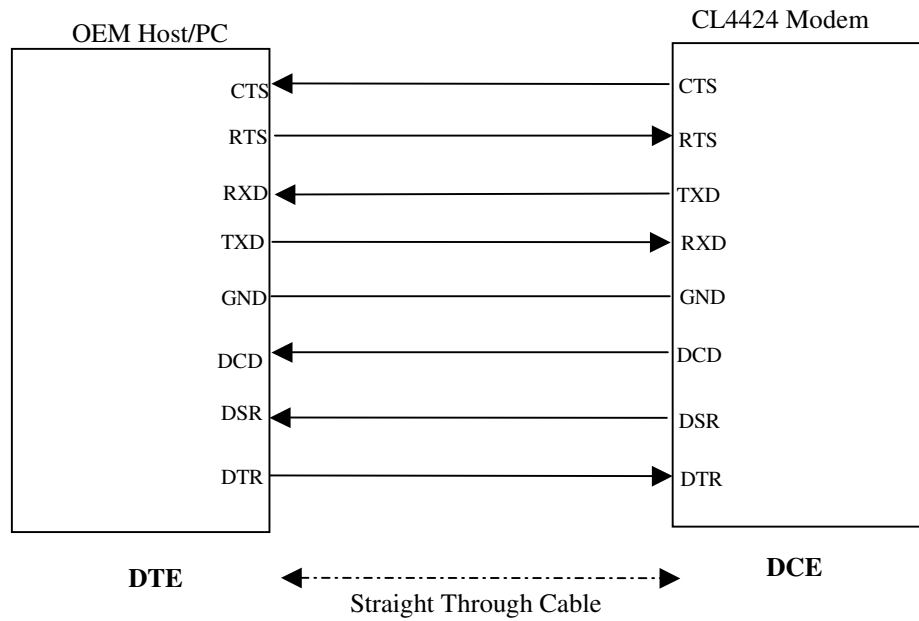 OEM Host/PC
CL4424 Modem
CTS CTS
RTS RTS
RXD TXD
TXD RXD
GND GND
DCD DCD
DSR DSR
DTR DTR
DTE DCE
Straight Through Cable